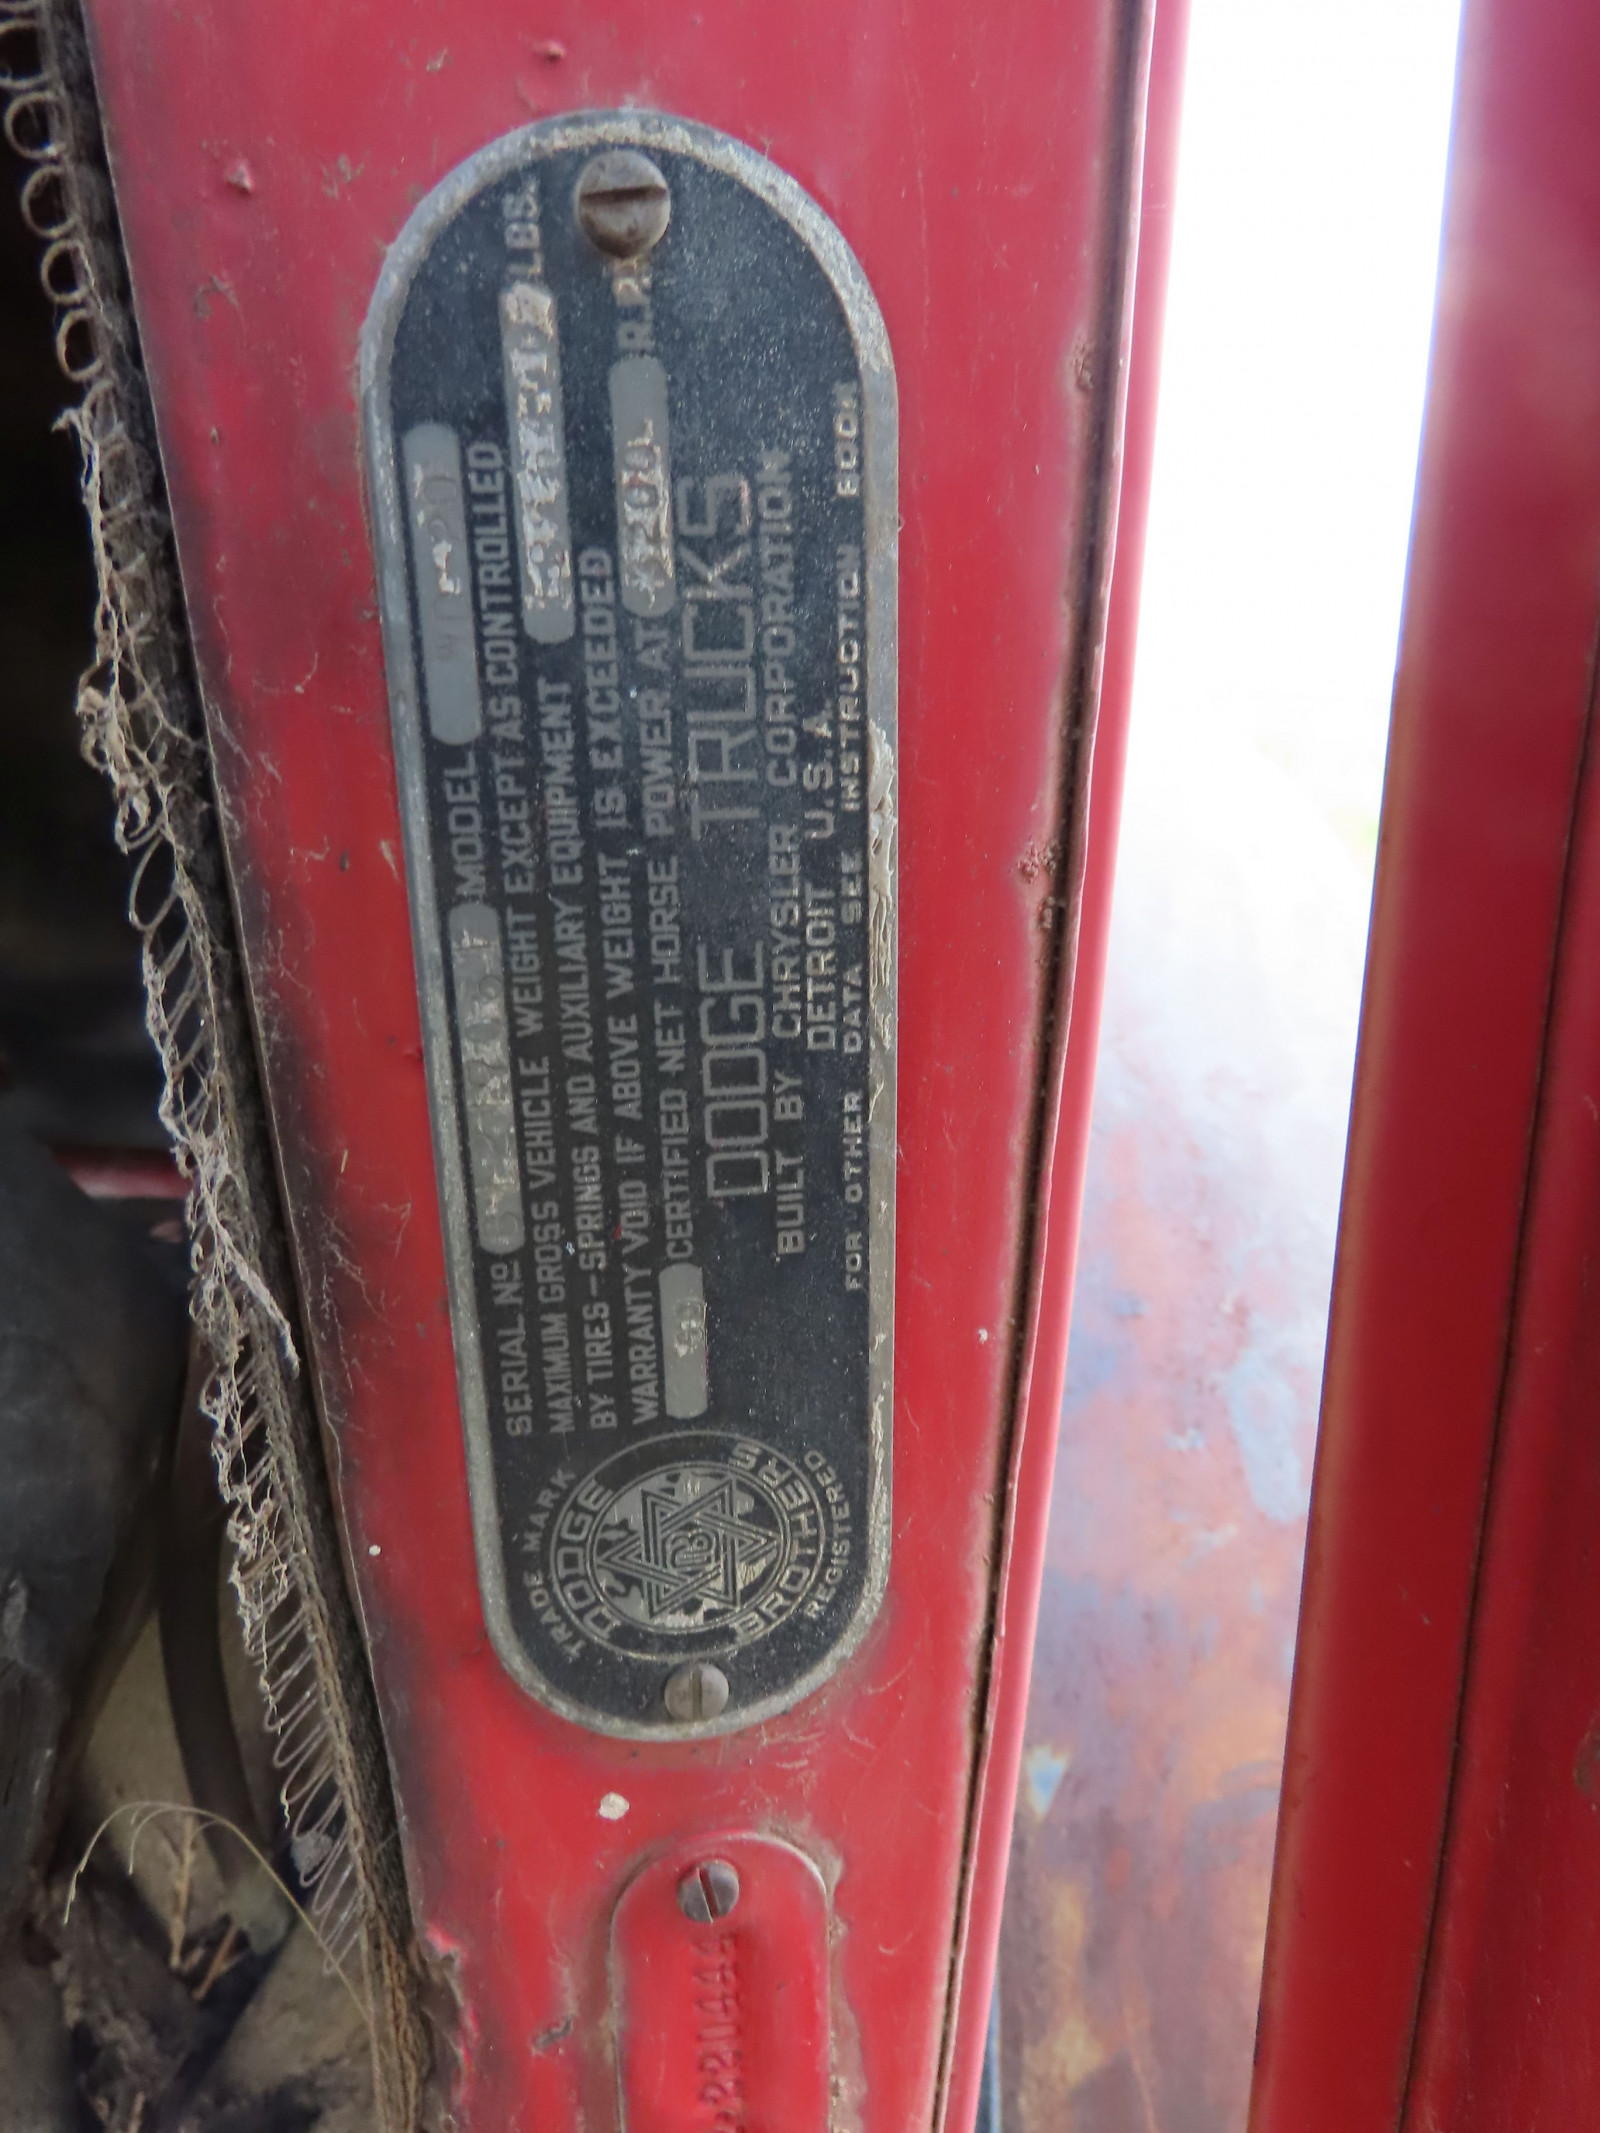 SERIAL Nº MODEL
MAXIMUM GROSS VEHICLE WEIGHT EXCEPT AS CONTROLLED
BY TIRES - SPRINGS AND AUXILIARY EQUIPMENT LBS.
WARRANTY VOID IF ABOVE WEIGHT IS EXCEEDED
CERTIFIED NET HORSE POWER AT
DODGE TRUCKS
BUILT BY CHRYSLER CORPORATION
DETROIT U.S.A
FOR OTHER DATA SEE INSTRUCTION BOOK
TRADE MARK
DODGE BROTHERS
DB
REGISTERED